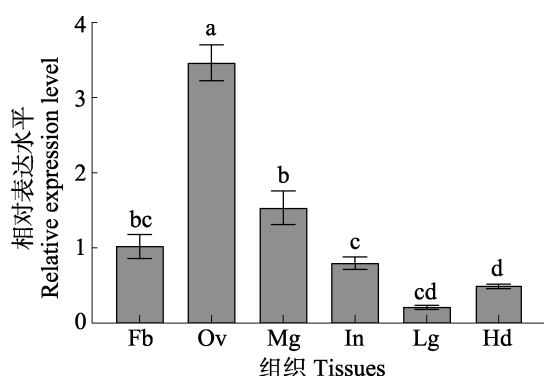 相对表达水平
Relative expression level
4
3
2
1
0
bc
a
b
c
cd
d
Fb Ov Mg In Lg Hd
组织 Tissues